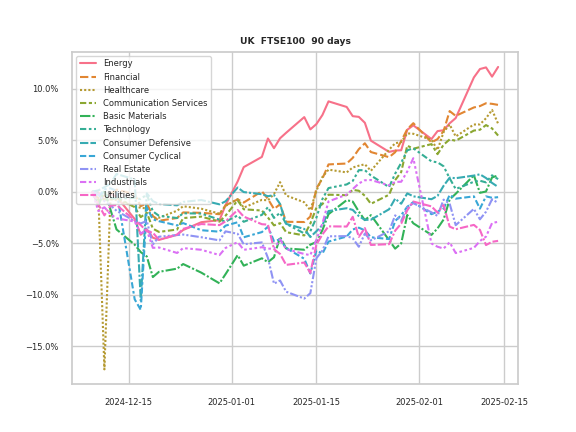 UK FTSE100 90 days
Energy
Financial
Healthcare
Communication Services
Basic Materials
Technology
Consumer Defensive
Consumer Cyclical
Real Estate
Industrials
Utilities
10.0%
5.0%
0.0%
−5.0%
−10.0%
−15.0%
2024-12-15
2025-01-01
2025-01-15
2025-02-01
2025-02-15